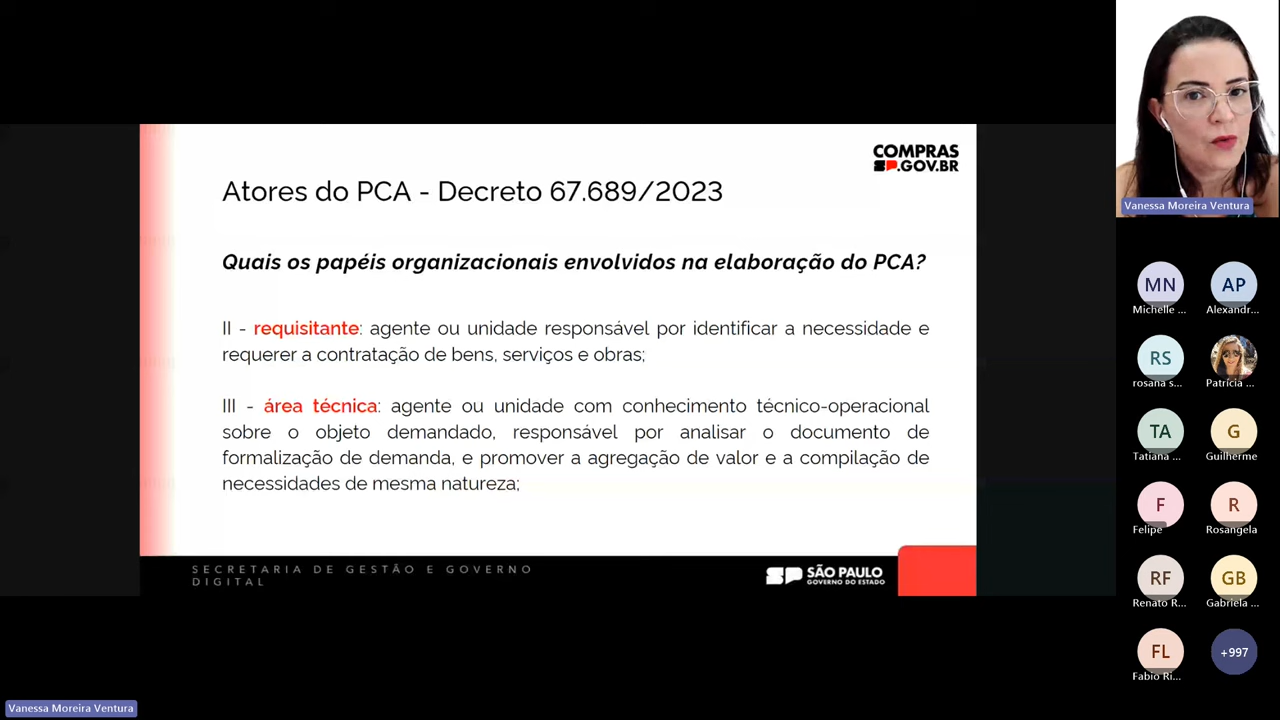 COMPRAS
SP.GOV.BR
Atores do PCA - Decreto 67.689/2023
Quais os papéis organizacionais envolvidos na elaboração do PCA?
II - requisitante: agente ou unidade responsável por identificar a necessidade e
requerer a contratação de bens, serviços e obras;
III - área técnica: agente ou unidade com conhecimento técnico-operacional
sobre o objeto demandado, responsável por analisar o documento de
formalização de demanda, e promover a agregação de valor e a compilação de
necessidades de mesma natureza;
SECRETARIA DE GESTÃO E GOVERNO
DIGITAL
SP SÃO PAULO
GOVERNO DO ESTADO
Vanessa Moreira Ventura
MN
AP
Michelle ...
Alexandr...
RS
rosana s...
Patrícia ...
TA
G
Tatiana ...
Guilherme
F
R
Felipe
Rosangela
RF
GB
Renato R...
Gabriela ...
FL
+997
Fabio Ri...
Vanessa Moreira Ventura